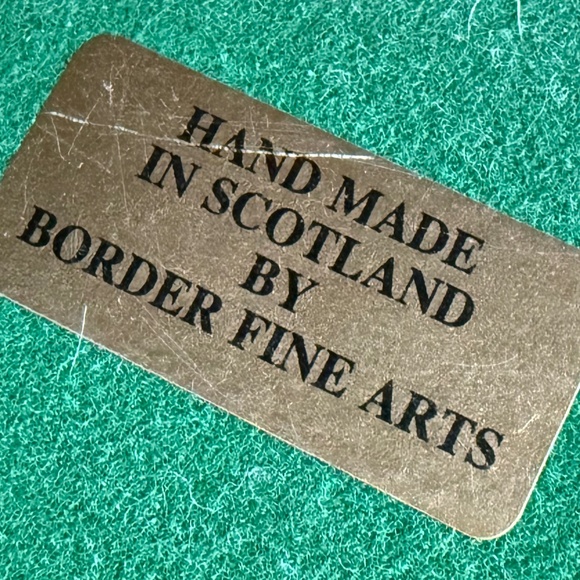 HAND MADE
IN SCOTLAND
BY
BORDER FINE ARTS